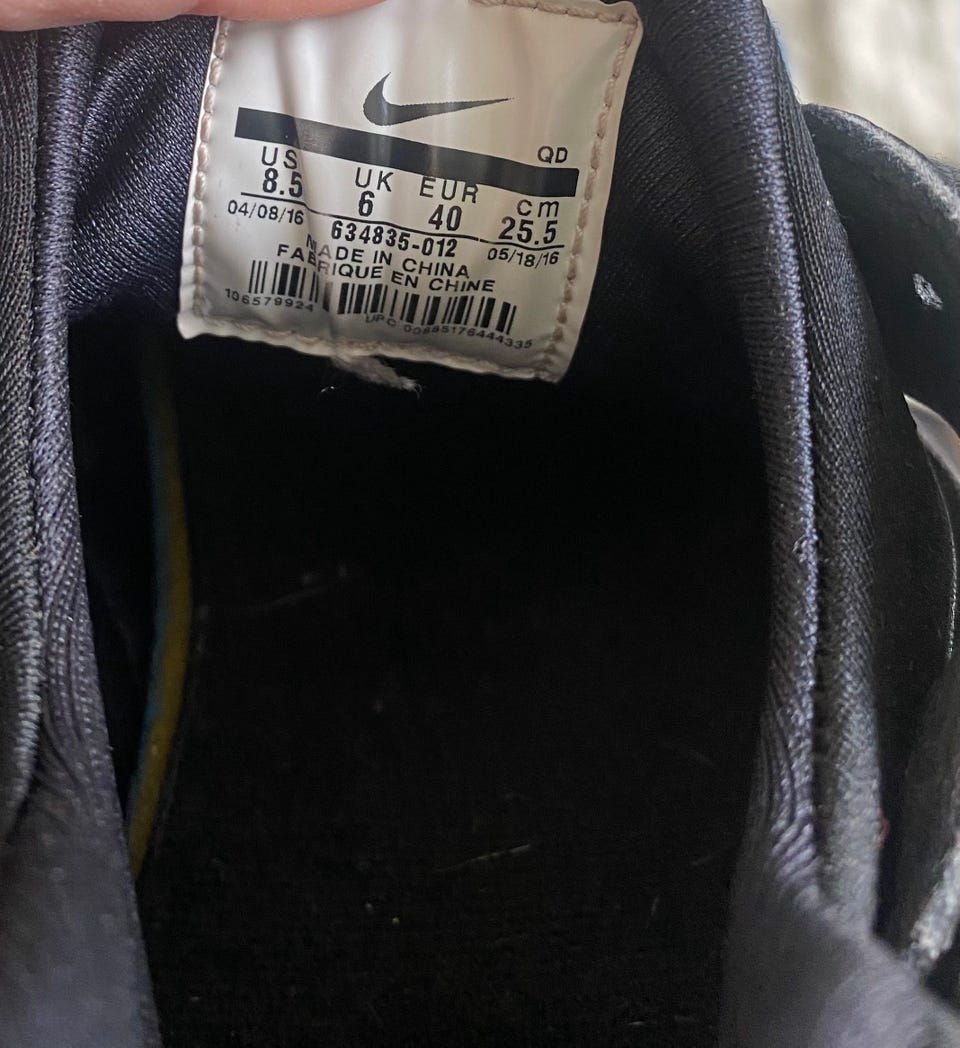 QD
US UK EUR cm
8.5 6 40 25.5
04/08/16 634835-012 05/18/16
MADE IN CHINA
FABRIQUE EN CHINE
106579924 UPC 00885176444335